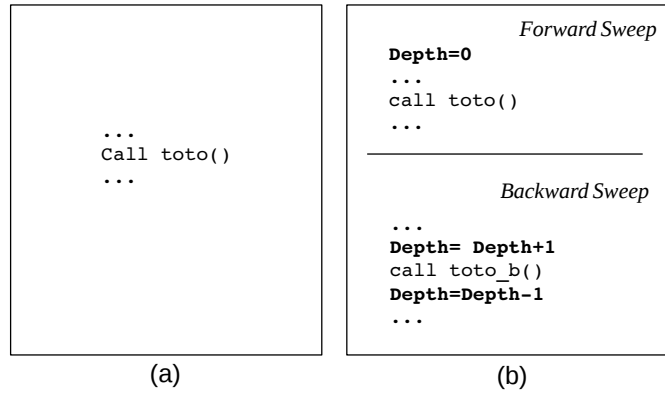 ...
Call toto()
...
(a)
Forward Sweep
Depth=0
...
call toto()
...
Backward Sweep
...
Depth= Depth+1
call toto_b()
Depth=Depth-1
...
(b)